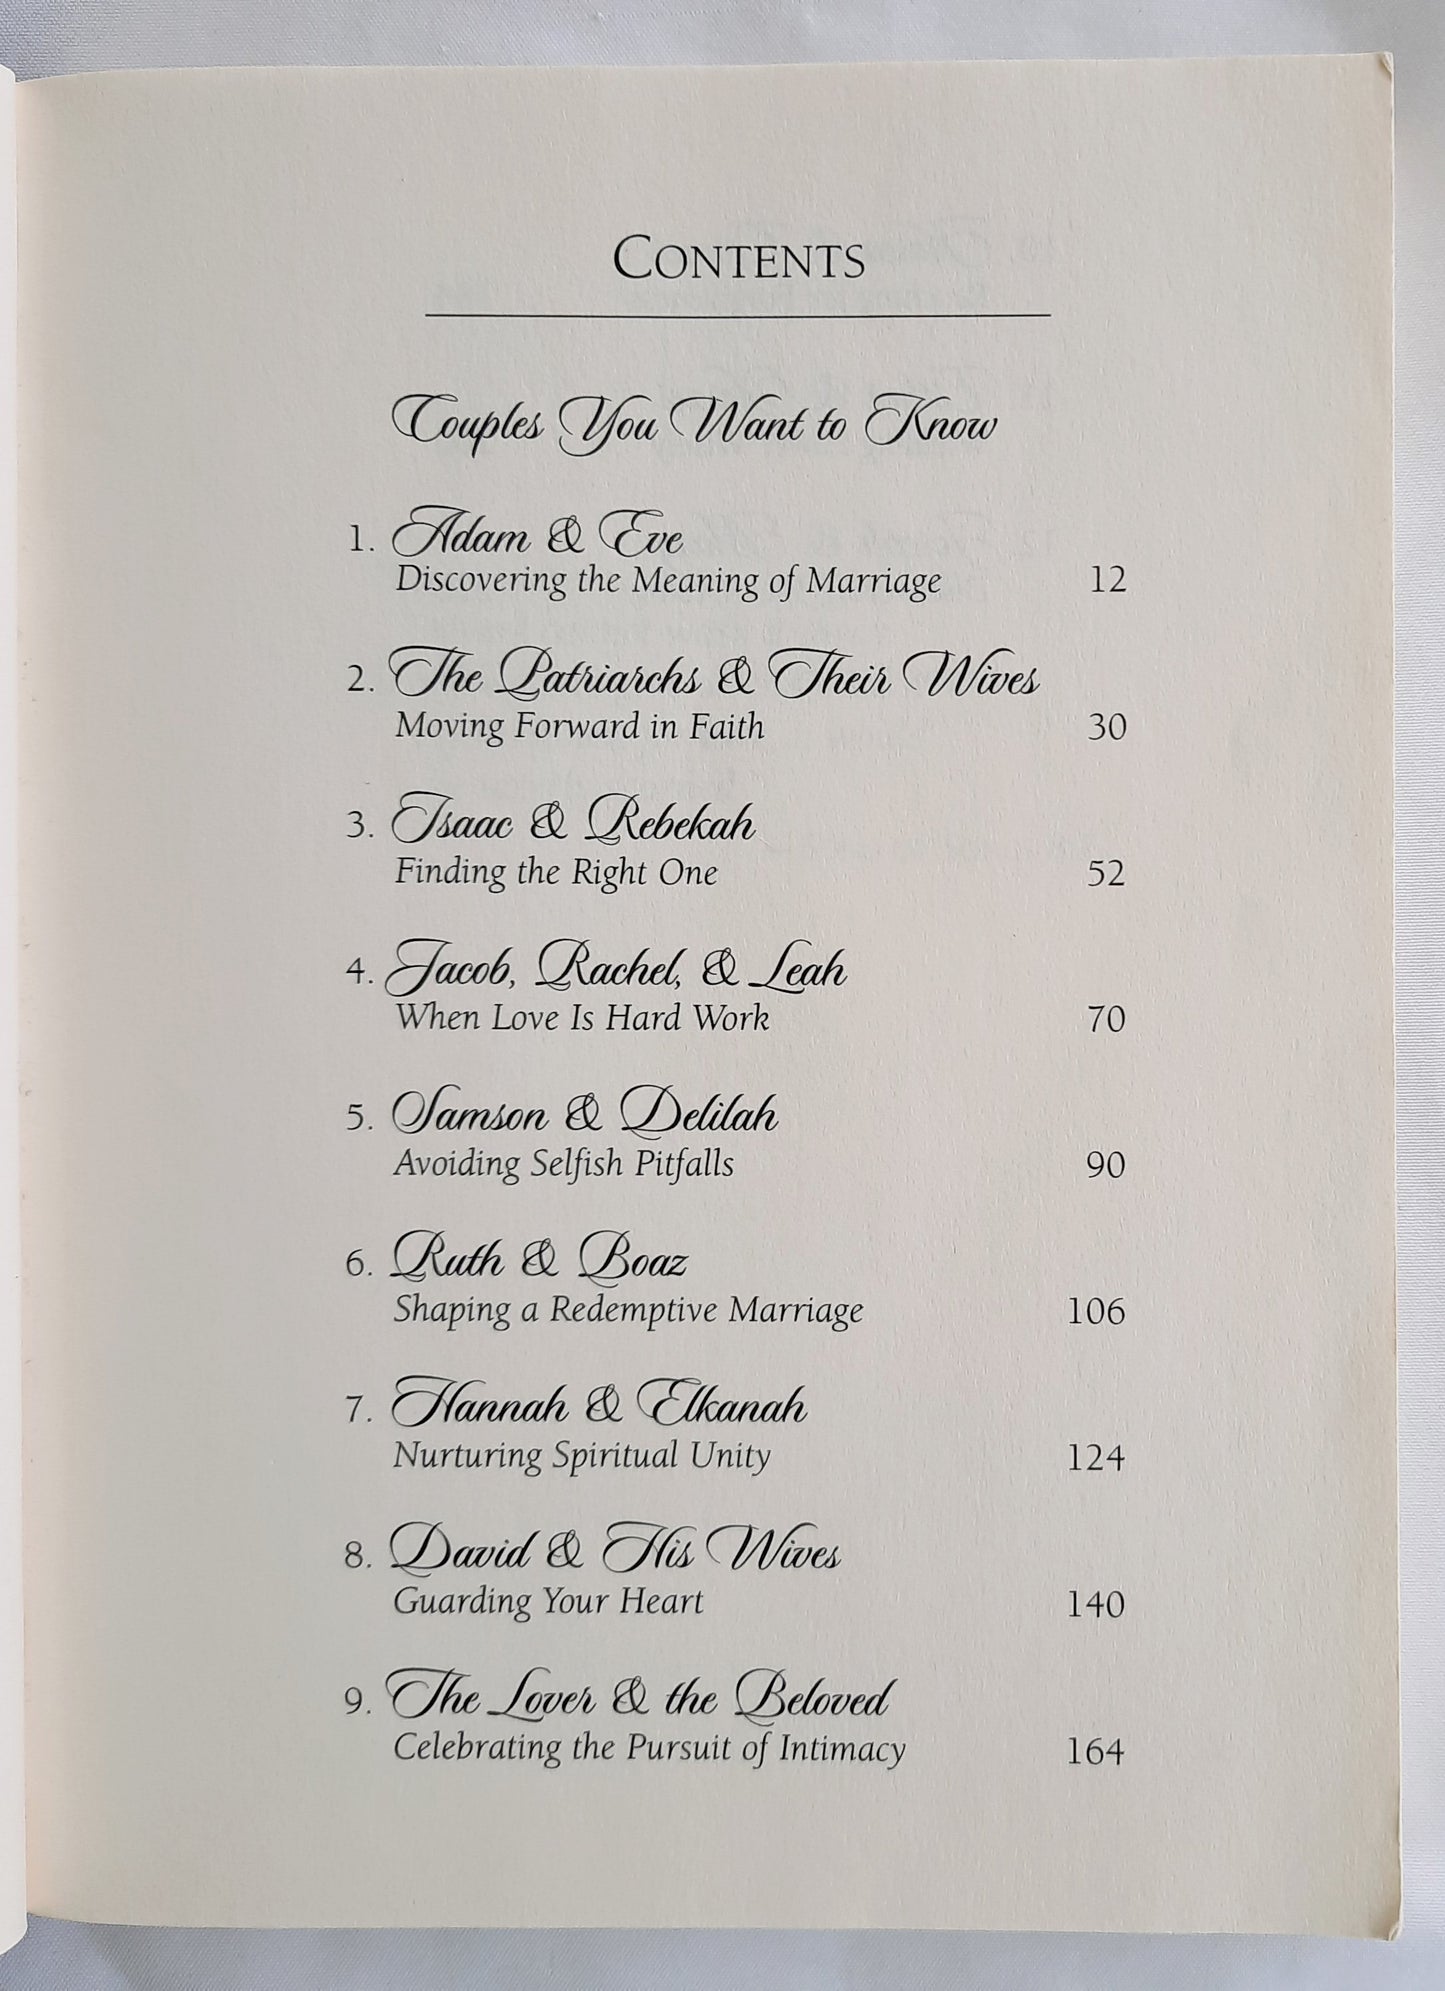 CONTENTS
Couples You Want to Know
1. Adam & Eve
Discovering the Meaning of Marriage 12
2. The Patriarchs & Their Wives
Moving Forward in Faith 30
3. Isaac & Rebekah
Finding the Right One 52
4. Jacob, Rachel, & Leah
When Love Is Hard Work 70
5. Samson & Delilah
Avoiding Selfish Pitfalls 90
6. Ruth & Boaz
Shaping a Redemptive Marriage 106
7. Hannah & Elkanah
Nurturing Spiritual Unity 124
8. David & His Wives
Guarding Your Heart 140
9. The Lover & the Beloved
Celebrating the Pursuit of Intimacy 164